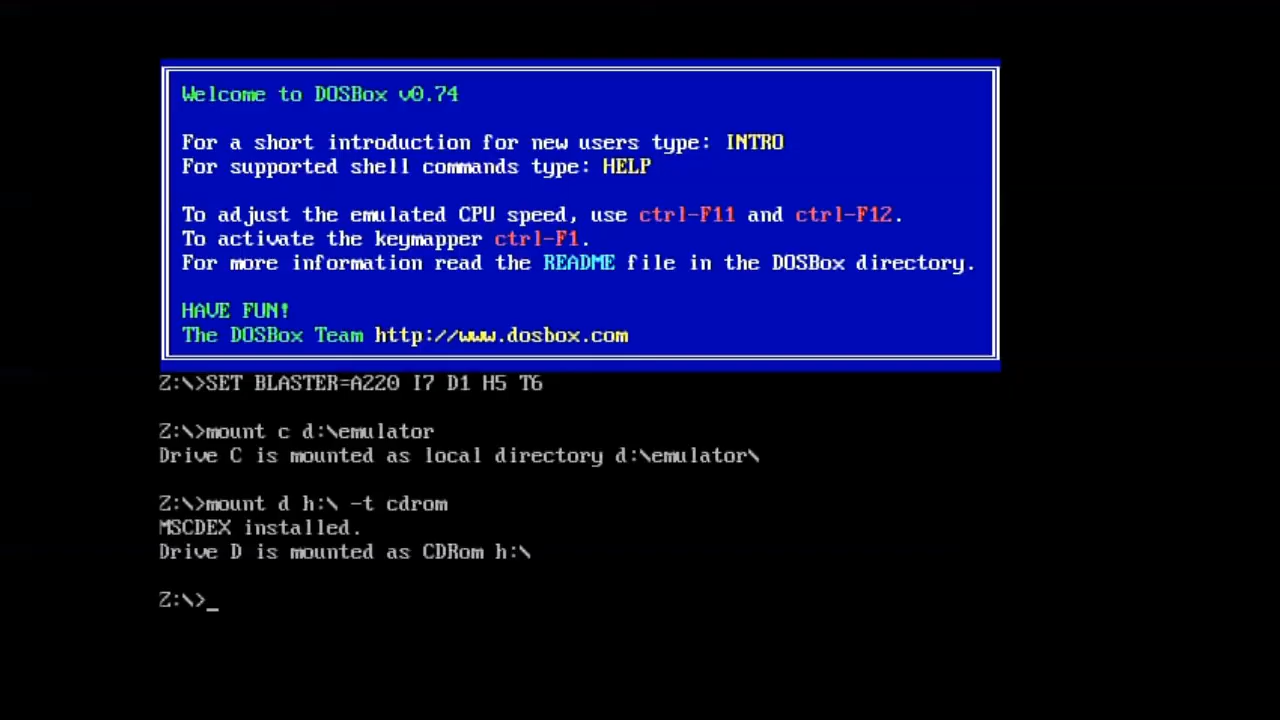 Welcome to DOSBox v0.74
For a short introduction for new users type: INTRO
For supported shell commands type: HELP
To adjust the emulated CPU speed, use ctrl-F11 and ctrl-F12.
To activate the keymapper ctrl-F1.
For more information read the README file in the DOSBox directory.
HAVE FUN!
The DOSBox Team http://www.dosbox.com
Z:\>SET BLASTER=A220 I7 D1 H5 T6
Z:\>mount c d:\emulator
Drive C is mounted as local directory d:\emulator\
Z:\>mount d h:\ -t cdrom
MSCDEX installed.
Drive D is mounted as CDRom h:\
Z:\>_